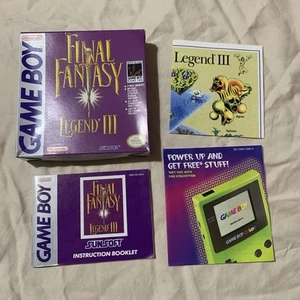 GAME BOY
FINAL
FANTASY
LEGEND III
SUNSOFT
Legend III
GAME BOY
FINAL
FANTASY
LEGEND III
SUNSOFT
INSTRUCTION BOOKLET
POWER UP AND
GET FREE* STUFF!
GAME BOY
GAME BOY COLOR